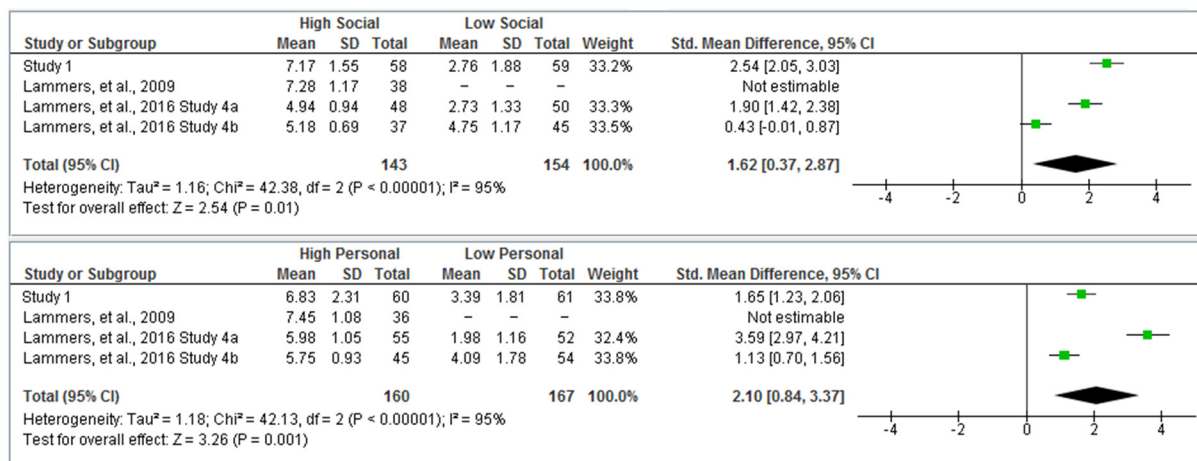 High Social Low Social
Study or Subgroup Mean SD Total Mean SD Total Weight Std. Mean Difference, 95% CI
Study 1 7.17 1.55 58 2.76 1.88 59 33.2% 2.54 [2.05, 3.03]
Lammers, et al., 2009 7.28 1.17 38 – – – Not estimable
Lammers, et al., 2016 Study 4a 4.94 0.94 48 2.73 1.33 50 33.3% 1.90 [1.42, 2.38]
Lammers, et al., 2016 Study 4b 5.18 0.69 37 4.75 1.17 45 33.5% 0.43 [-0.01, 0.87]
Total (95% CI) 143 154 100.0% 1.62 [0.37, 2.87]
Heterogeneity: Tau² = 1.16; Chi² = 42.38, df = 2 (P < 0.00001); I² = 95%
Test for overall effect: Z = 2.54 (P = 0.01)
-4 -2 0 2 4
High Personal Low Personal
Study or Subgroup Mean SD Total Mean SD Total Weight Std. Mean Difference, 95% CI
Study 1 6.83 2.31 60 3.39 1.81 61 33.8% 1.65 [1.23, 2.06]
Lammers, et al., 2009 7.45 1.08 36 – – – Not estimable
Lammers, et al., 2016 Study 4a 5.98 1.05 55 1.98 1.16 52 32.4% 3.59 [2.97, 4.21]
Lammers, et al., 2016 Study 4b 5.75 0.93 45 4.09 1.78 54 33.8% 1.13 [0.70, 1.56]
Total (95% CI) 160 167 100.0% 2.10 [0.84, 3.37]
Heterogeneity: Tau² = 1.18; Chi² = 42.13, df = 2 (P < 0.00001); I² = 95%
Test for overall effect: Z = 3.26 (P = 0.001)
-4 -2 0 2 4